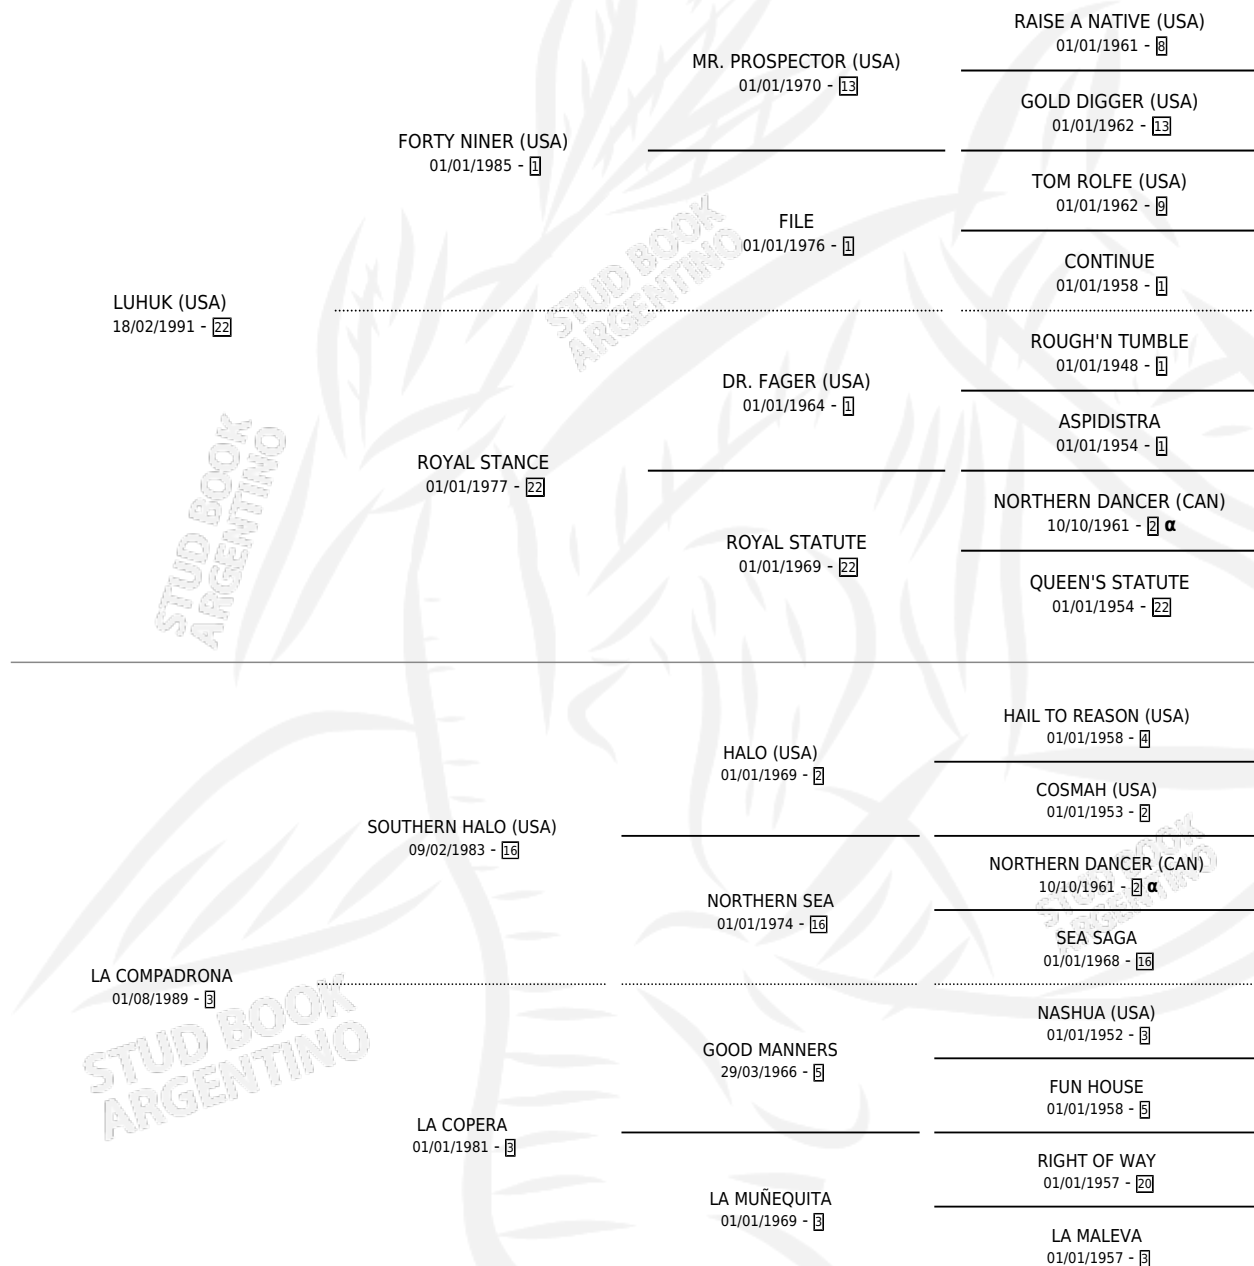 RAISE A NATIVE (USA)
01/01/1961 - 8
MR. PROSPECTOR (USA)
01/01/1970 - 13
GOLD DIGGER (USA)
01/01/1962 - 13
FORTY NINER (USA)
01/01/1985 - 1
TOM ROLFE (USA)
01/01/1962 - 9
FILE
01/01/1976 - 1
CONTINUE
01/01/1958 - 1
LUHUK (USA)
18/02/1991 - 22
ROUGH'N TUMBLE
01/01/1948 - 1
DR. FAGER (USA)
01/01/1964 - 1
ASPIDISTRA
01/01/1954 - 1
ROYAL STANCE
01/01/1977 - 22
NORTHERN DANCER (CAN)
10/10/1961 - 2 α
ROYAL STATUTE
01/01/1969 - 22
QUEEN'S STATUTE
01/01/1954 - 22
HAIL TO REASON (USA)
01/01/1958 - 4
HALO (USA)
01/01/1969 - 2
COSMAH (USA)
01/01/1953 - 2
SOUTHERN HALO (USA)
09/02/1983 - 16
NORTHERN DANCER (CAN)
10/10/1961 - 2 α
NORTHERN SEA
01/01/1974 - 16
SEA SAGA
01/01/1968 - 16
LA COMPADRONA
01/08/1989 - 3
NASHUA (USA)
01/01/1952 - 3
GOOD MANNERS
29/03/1966 - 5
FUN HOUSE
01/01/1958 - 5
LA COPERA
01/01/1981 - 3
RIGHT OF WAY
01/01/1957 - 20
LA MUÑEQUITA
01/01/1969 - 3
LA MALEVA
01/01/1957 - 3
STUD BOOK
ARGENTINO
STUD BOOK
ARGENTINO
STUD BOOK
ARGENTINO
STUD BOOK
ARGENTINO